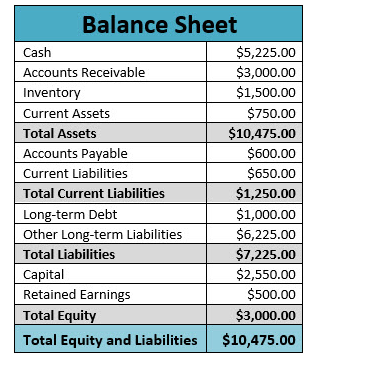 Balance Sheet
Cash $5,225.00
Accounts Receivable $3,000.00
Inventory $1,500.00
Current Assets $750.00
Total Assets $10,475.00
Accounts Payable $600.00
Current Liabilities $650.00
Total Current Liabilities $1,250.00
Long-term Debt $1,000.00
Other Long-term Liabilities $6,225.00
Total Liabilities $7,225.00
Capital $2,550.00
Retained Earnings $500.00
Total Equity $3,000.00
Total Equity and Liabilities $10,475.00